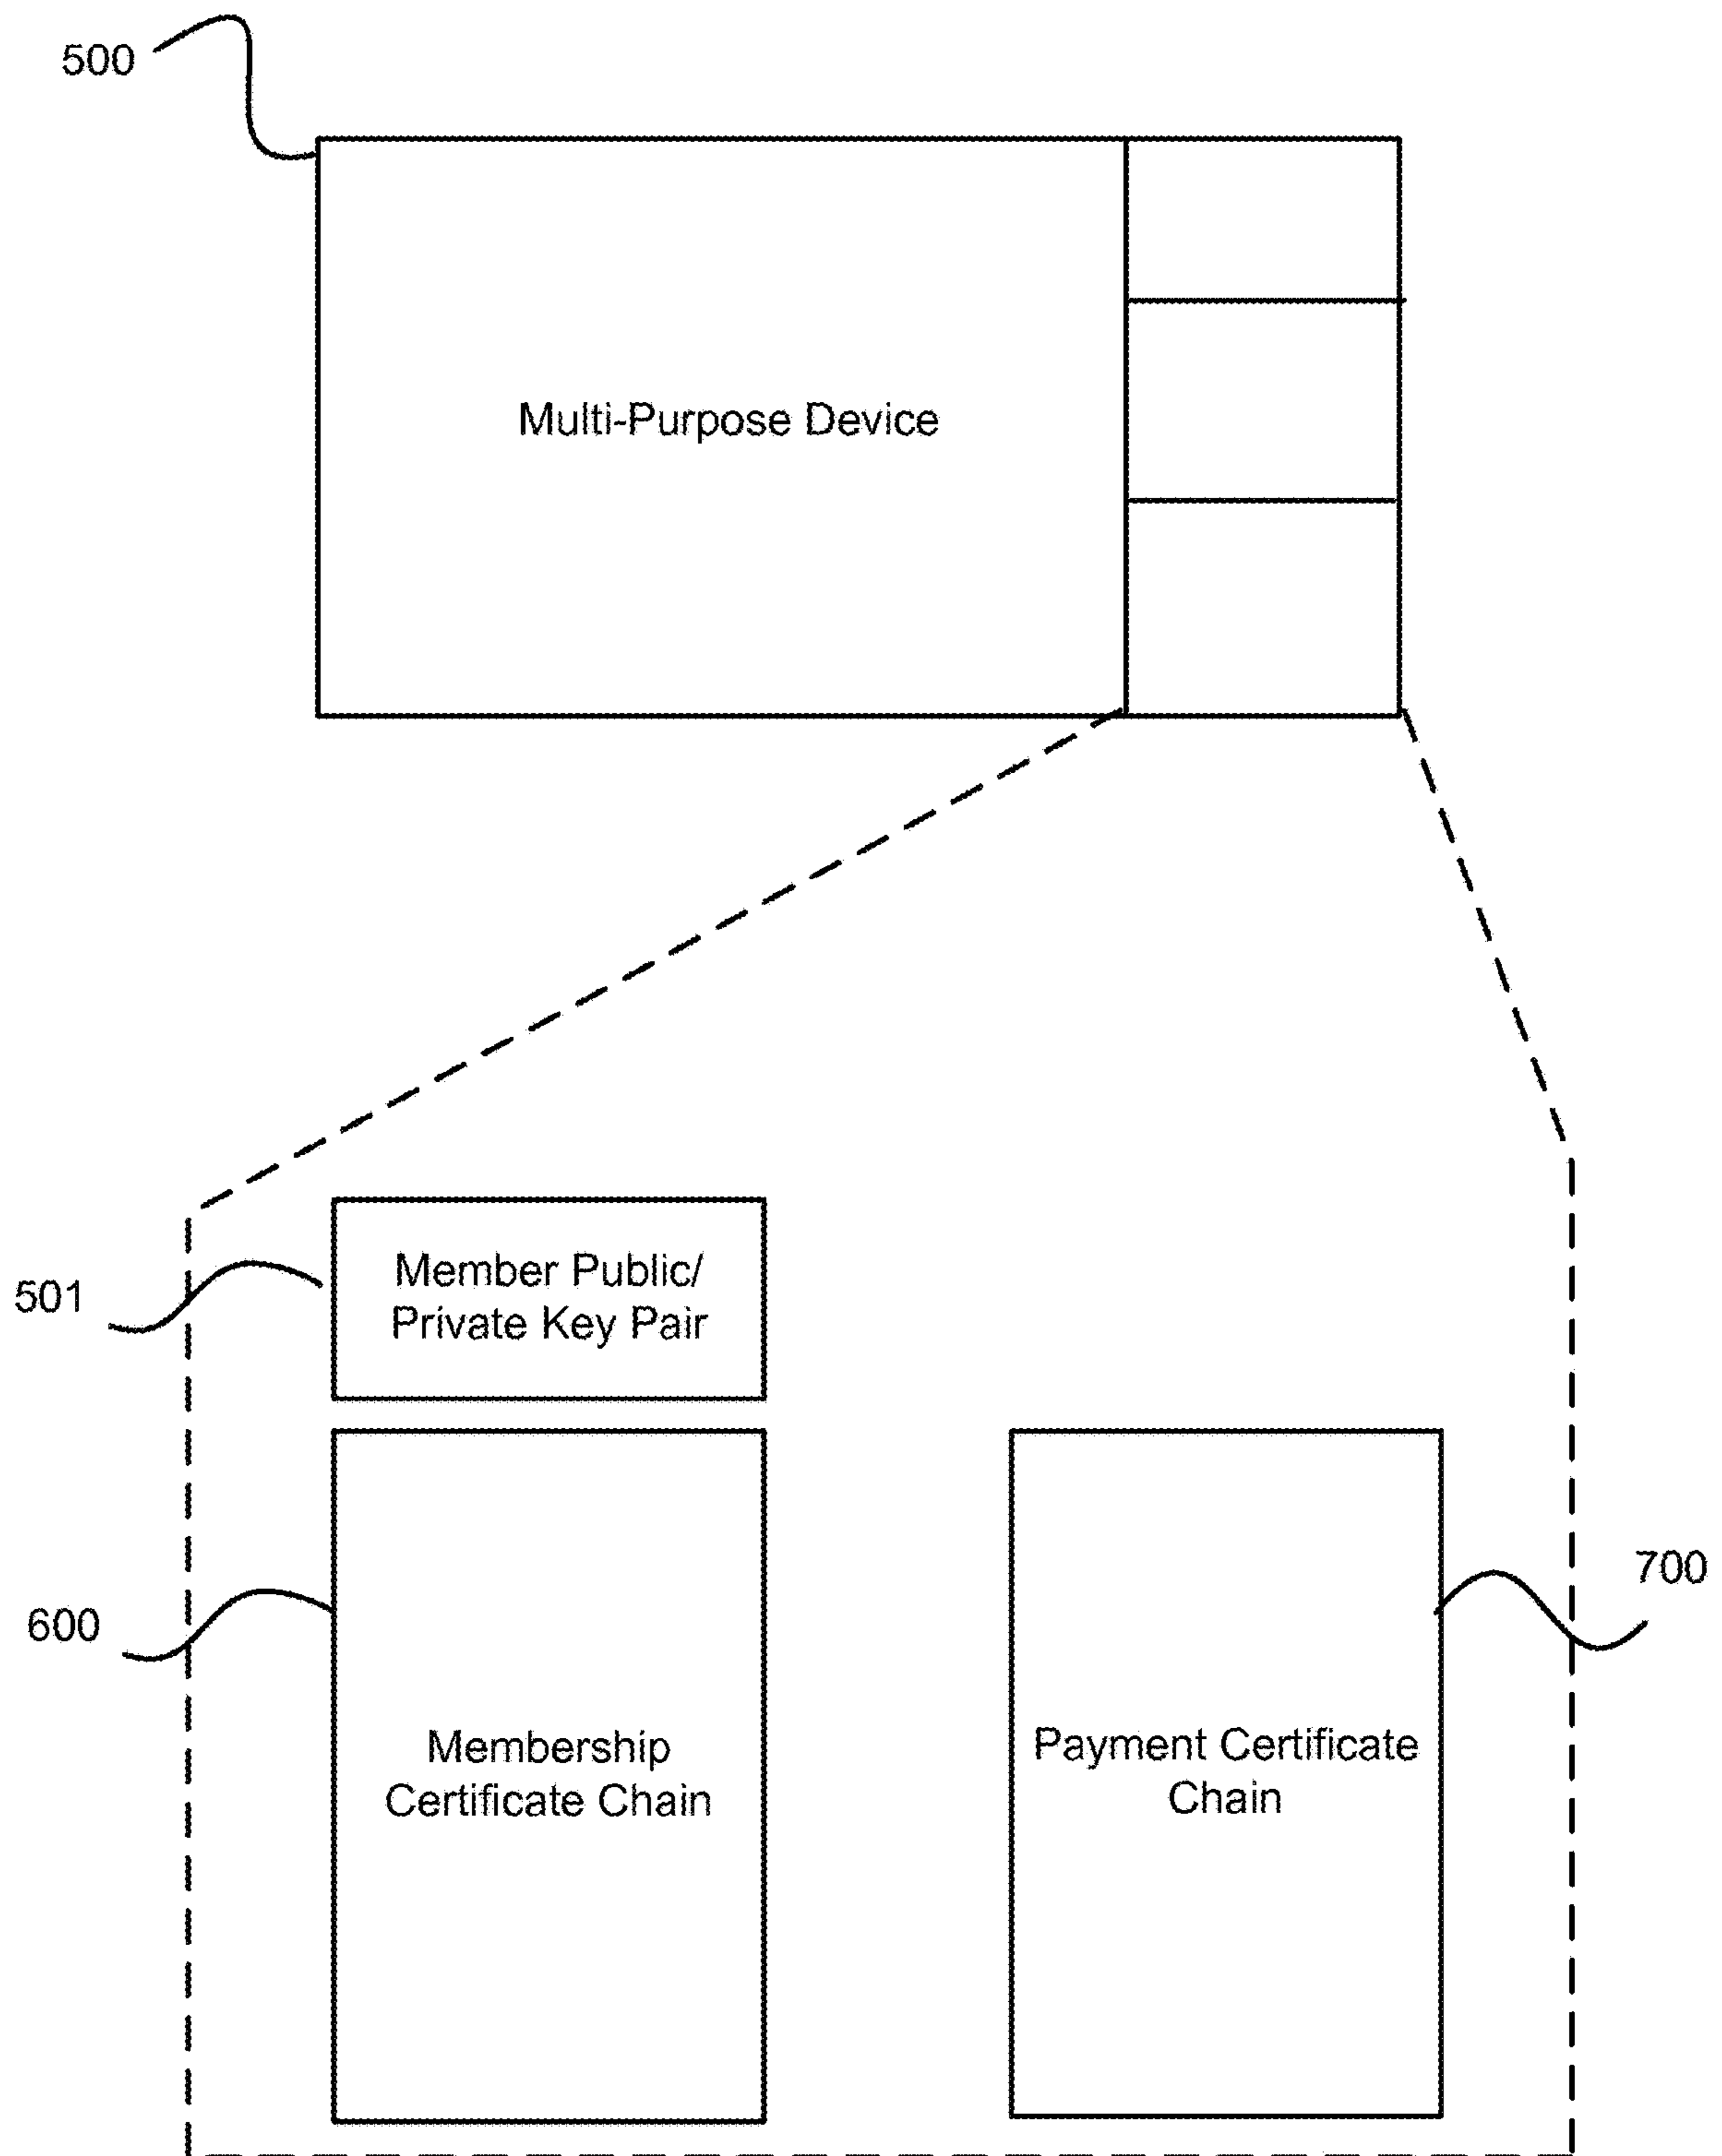 500
Multi-Purpose Device
501
Member Public/
Private Key Pair
600
Membership
Certificate Chain
700
Payment Certificate
Chain